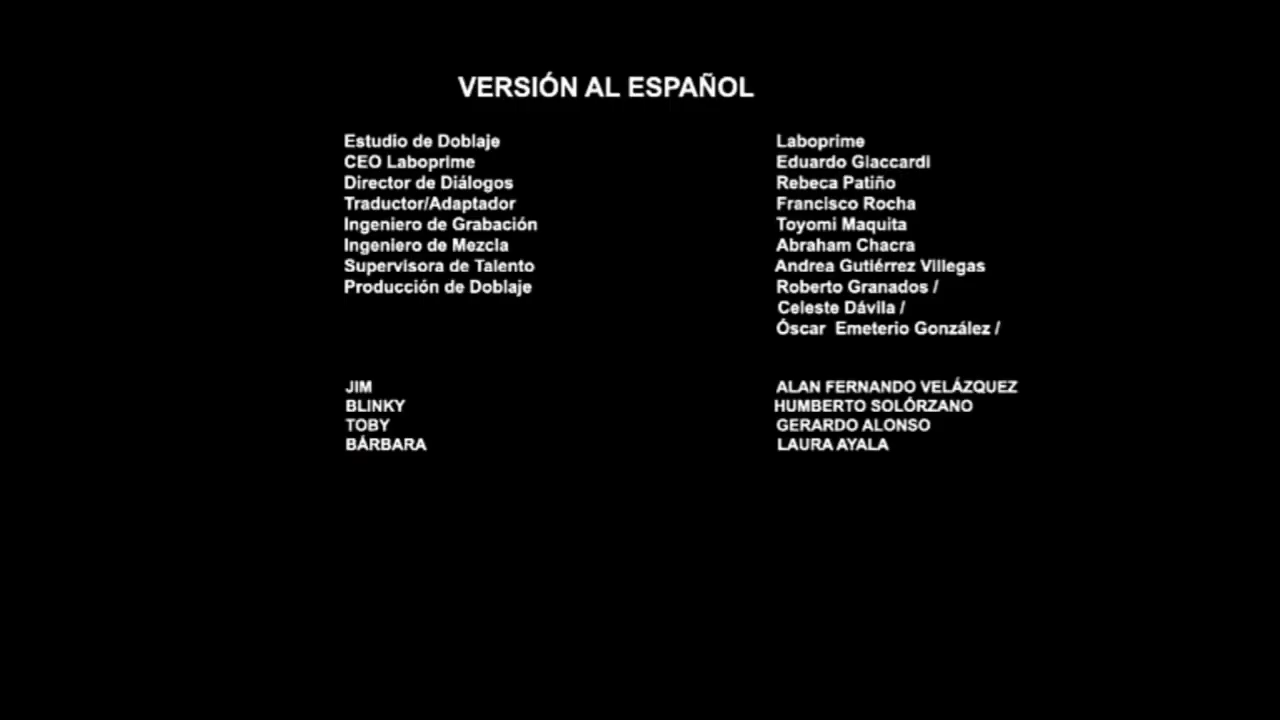 VERSIÓN AL ESPAÑOL
Estudio de Doblaje Laboprime
CEO Laboprime Eduardo Giaccardi
Director de Diálogos Rebeca Patiño
Traductor/Adaptador Francisco Rocha
Ingeniero de Grabación Toyomi Maquita
Ingeniero de Mezcla Abraham Chacra
Supervisora de Talento Andrea Gutiérrez Villegas
Producción de Doblaje Roberto Granados /
Celeste Dávila /
Óscar Emeterio González /
JIM ALAN FERNANDO VELÁZQUEZ
BLINKY HUMBERTO SOLÓRZANO
TOBY GERARDO ALONSO
BÁRBARA LAURA AYALA